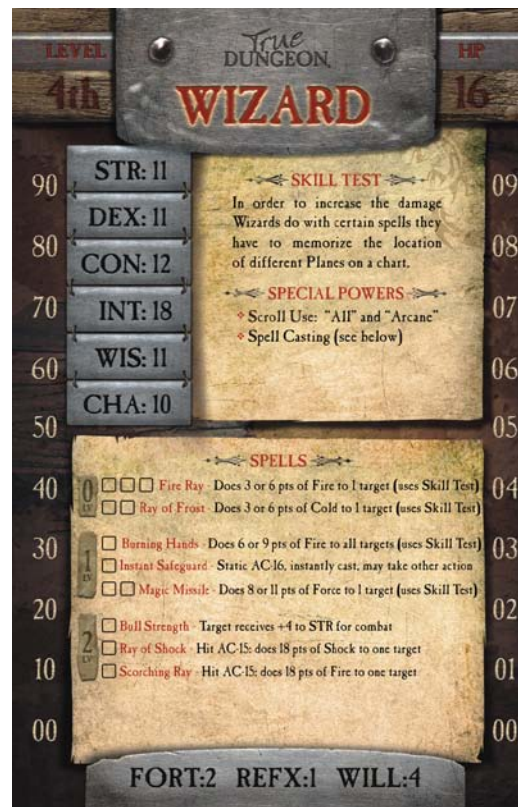 LEVEL
4th
True
DUNGEON
WIZARD
HP
16
STR: 11
DEX: 11
CON: 12
INT: 18
WIS: 11
CHA: 10
SKILL TEST
In order to increase the damage
Wizards do with certain spells they
have to memorize the location
of different Planes on a chart.
SPECIAL POWERS
Scroll Use: "All" and "Arcane"
Spell Casting (see below)
90
80
70
60
50
40
30
20
10
00
09
08
07
06
05
04
03
02
01
00
SPELLS
0 LV
Fire Ray - Does 3 or 6 pts of Fire to 1 target (uses Skill Test)
Ray of Frost - Does 3 or 6 pts of Cold to 1 target (uses Skill Test)
1 LV
Burning Hands - Does 6 or 9 pts of Fire to all targets (uses Skill Test)
Instant Safeguard - Static AC-16, instantly cast, may take other action
Magic Missile - Does 8 or 11 pts of Force to 1 target (uses Skill Test)
2 LV
Bull Strength - Target receives +4 to STR for combat
Ray of Shock - Hit AC-15: does 18 pts of Shock to one target
Scorching Ray - Hit AC-15: does 18 pts of Fire to one target
FORT:2 REFX:1 WILL:4